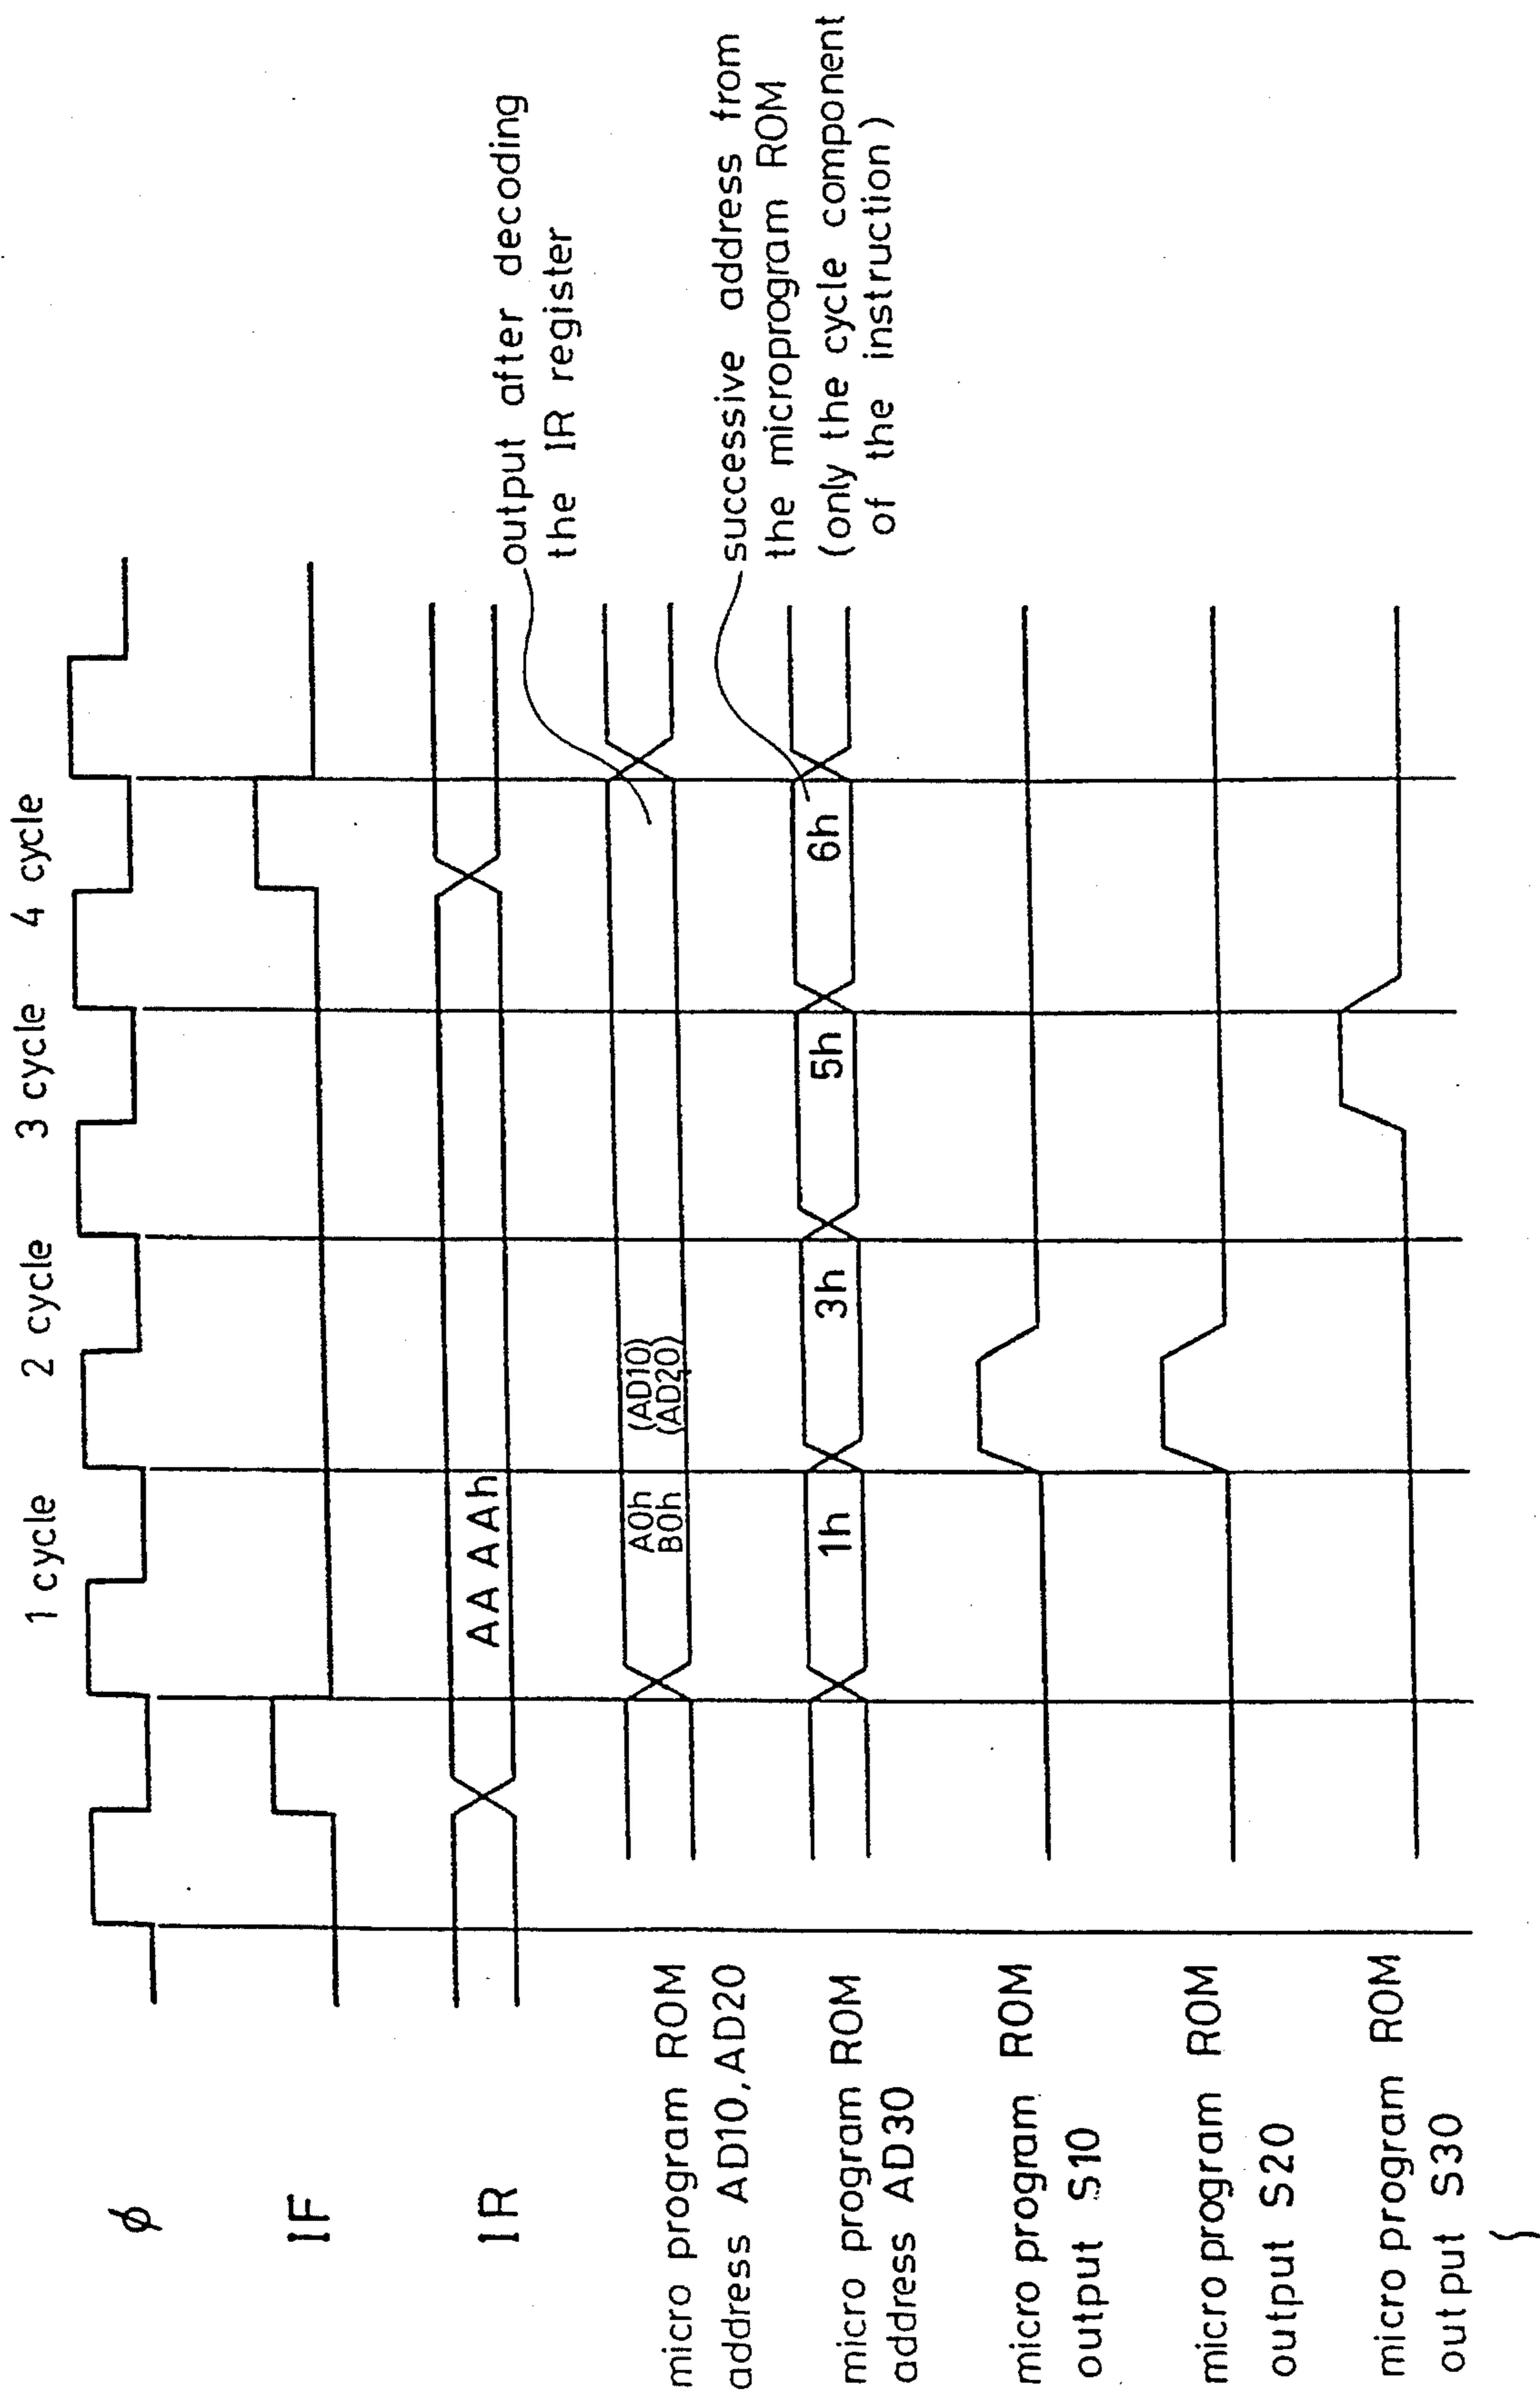 1 cycle 2 cycle 3 cycle 4 cycle
φ
IF
IR
AAAAh
output after decoding
the IR register
micro program ROM
address AD10, AD20
A0h (AD10)
B0h (AD20)
successive address from
the microprogram ROM
(only the cycle component
of the instruction)
micro program ROM
address AD30
1h 3h 5h 6h
micro program ROM
output S10
micro program ROM
output S20
micro program ROM
output S30